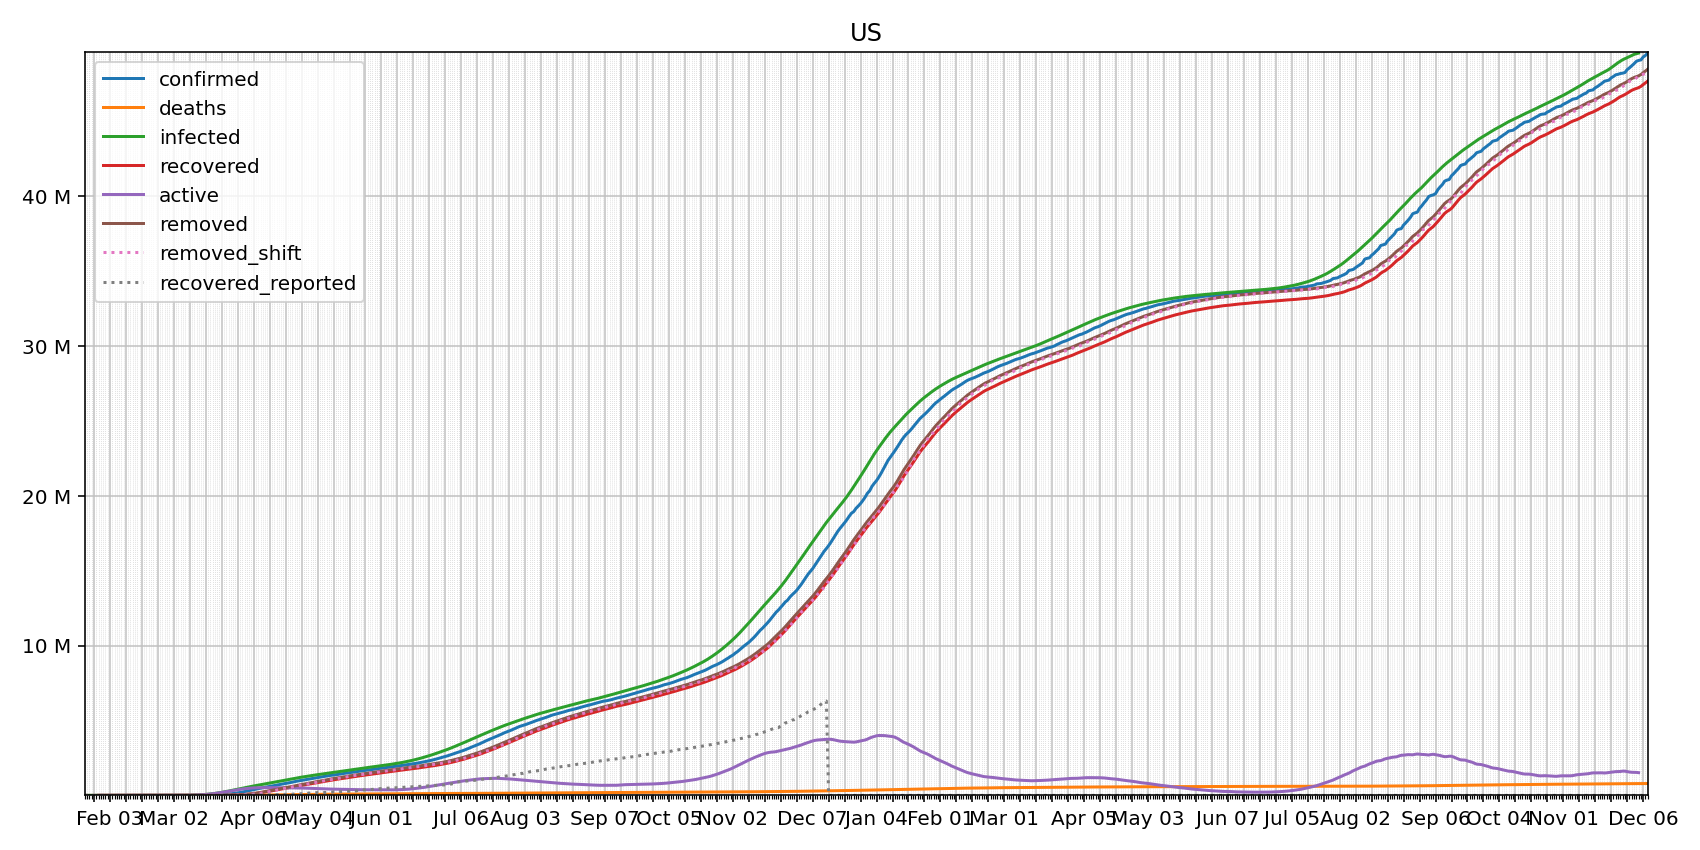 US
confirmed
deaths
infected
recovered
active
removed
removed_shift
recovered_reported
40 M
30 M
20 M
10 M
Feb 03 Mar 02 Apr 06 May 04 Jun 01 Jul 06 Aug 03 Sep 07 Oct 05 Nov 02 Dec 07 Jan 04 Feb 01 Mar 01 Apr 05 May 03 Jun 07 Jul 05 Aug 02 Sep 06 Oct 04 Nov 01 Dec 06